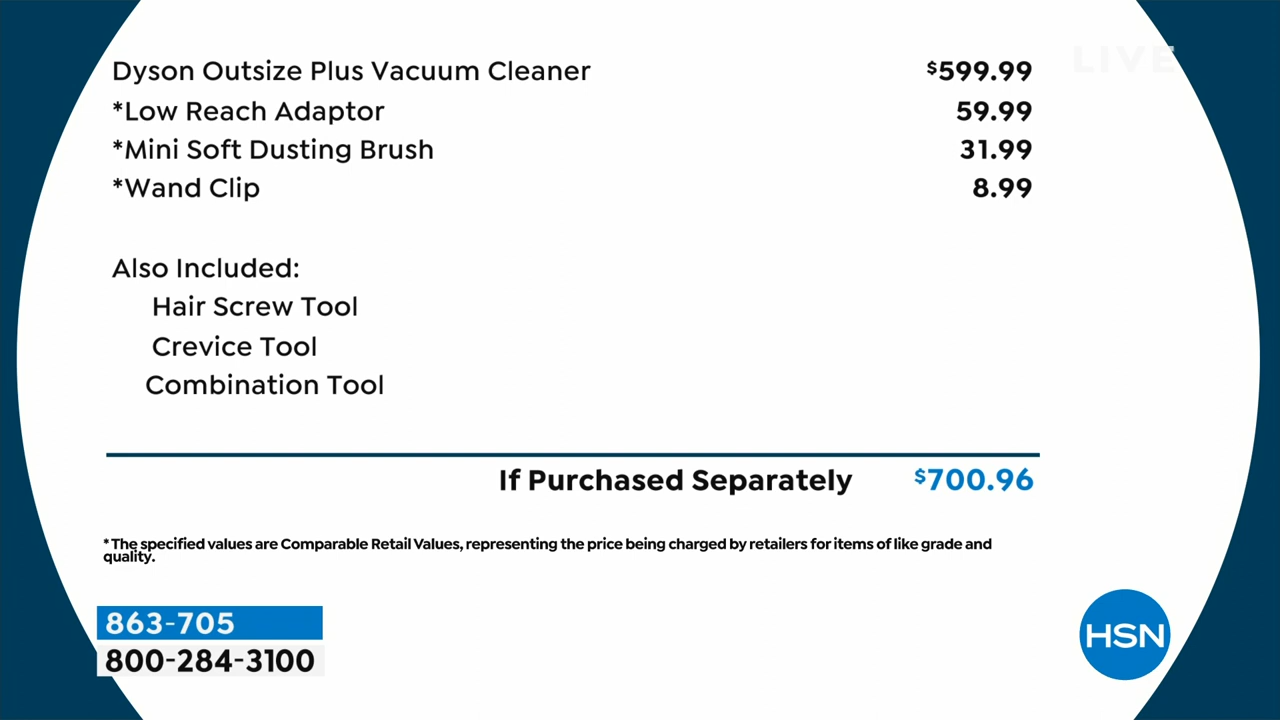 LIVE
Dyson Outsize Plus Vacuum Cleaner $599.99
*Low Reach Adaptor 59.99
*Mini Soft Dusting Brush 31.99
*Wand Clip 8.99
Also Included:
Hair Screw Tool
Crevice Tool
Combination Tool
If Purchased Separately $700.96
*The specified values are Comparable Retail Values, representing the price being charged by retailers for items of like grade and
quality.
863-705
800-284-3100
HSN